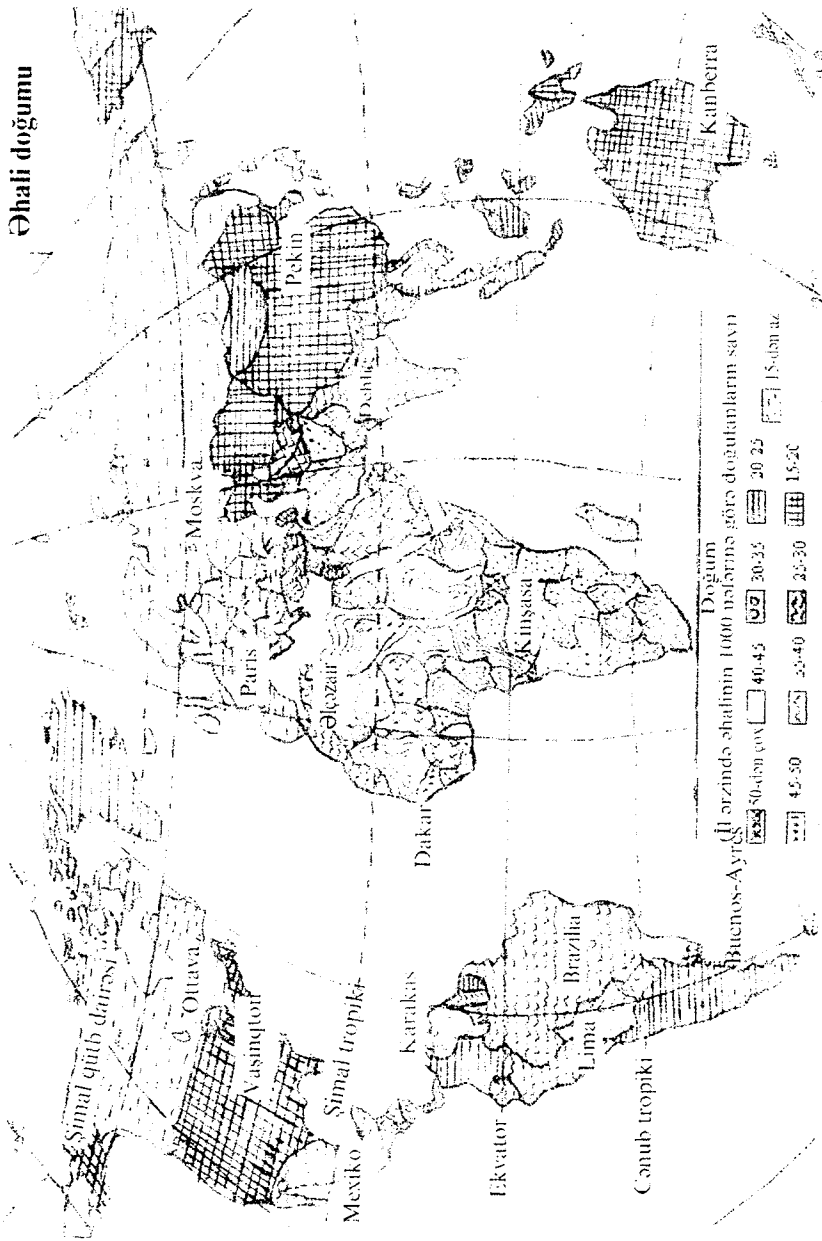 Əhali doğumu
Şimal qütb dairəsi
Ottava
Vaşinqton
Mexiko
Şimal tropiki
Karakas
Ekvator
Lima
Brazilia
Cənub tropiki
Buenos-Ayres
Moskva
Paris
Əlcəzair
Dakar
Kinşasa
Dehli
Pekin
Kanberra
Doğum
(İl ərzində əhalinin 1000 nəfərinə görə doğulanların sayı)
50-dən çox 40-45 30-35 20-25 15-dən az
45-50 35-40 25-30 15-20